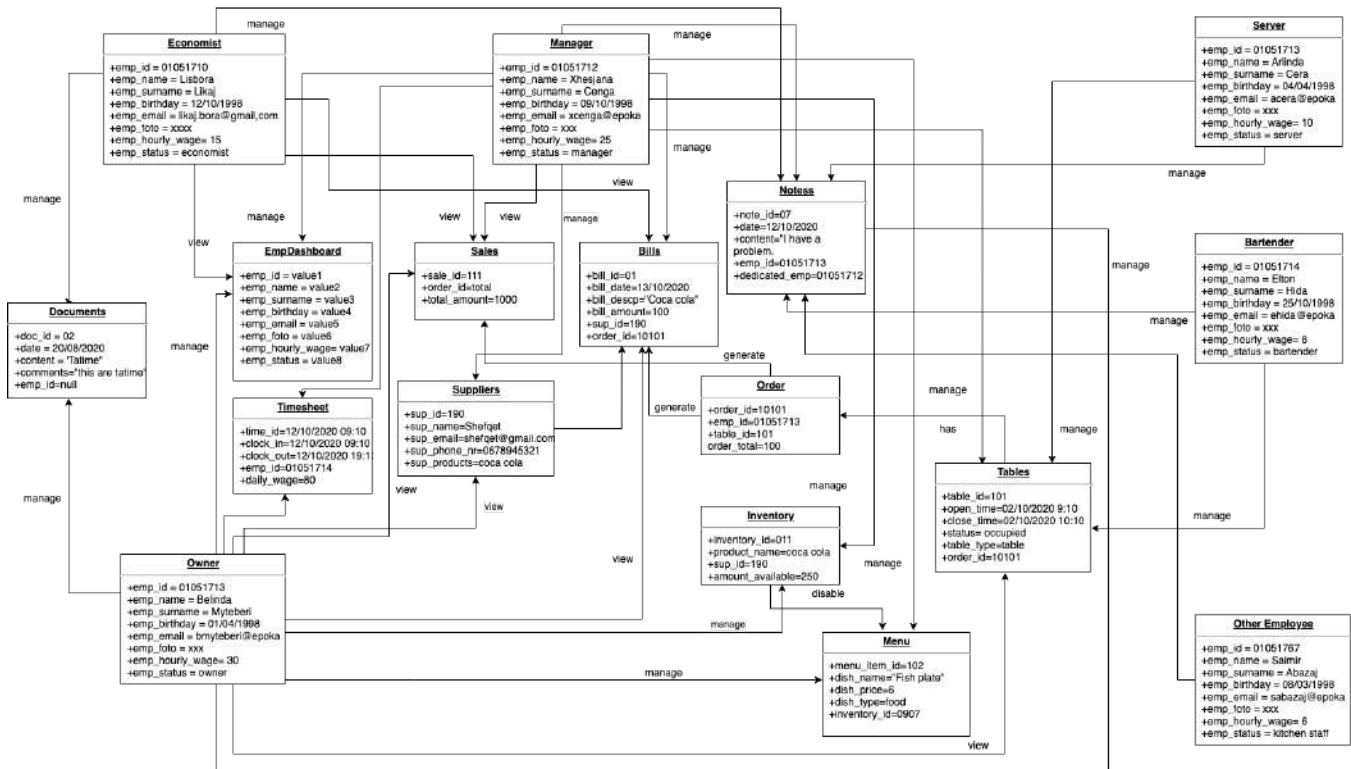 manage
Economist
+emp_id = 01051710
+emp_name = Lisbora
+emp_surname = Likaj
+emp_birthday = 12/10/1998
+emp_email = likaj.bora@gmail,com
+emp_foto = xxxx
+emp_hourly_wage= 15
+emp_status = economist
Manager
+emp_id = 01051712
+emp_name = Xhesjana
+emp_surname = Cenga
+emp_birthday = 09/10/1998
+emp_email = xcenga@epoka
+emp_foto = xxx
+emp_hourly_wage= 25
+emp_status = manager
manage
Server
+emp_id = 01051713
+emp_name = Arlinda
+emp_surname = Cera
+emp_birthday = 04/04/1998
+emp_email = acera@epoka
+emp_foto = xxx
+emp_hourly_wage= 10
+emp_status = server
manage
manage
view
manage
manage
view
view
manage
view
manage
Notess
+note_id=07
+date=12/10/2020
+content="I have a
problem.
+emp_id=01051713
+dedicated_emp=01051712
EmpDashboard
+emp_id = value1
+emp_name = value2
+emp_surname = value3
+emp_birthday = value4
+emp_email = value5
+emp_foto = value6
+emp_hourly_wage= value7
+emp_status = value8
Sales
+sale_id=111
+order_id=total
+total_amount=1000
Bills
+bill_id=01
+bill_date=13/10/2020
+bill_descp="Coca cola"
+bill_amount=100
+sup_id=190
+order_id=10101
manage
Bartender
+emp_id = 01051714
+emp_name = Elton
+emp_surname = Hida
+emp_birthday = 25/10/1998
+emp_email = ehida@epoka
+emp_foto = xxx
+emp_hourly_wage= 8
+emp_status = bartender
manage
Documents
+doc_id = 02
+date = 20/08/2020
+content = "Tatime"
+comments="this are tatime"
+emp_id=null
manage
generate
manage
Timesheet
+time_id=12/10/2020 09:10
+clock_in=12/10/2020 09:10
+clock_out=12/10/2020 19:10
+emp_id=01051714
+daily_wage=80
Suppliers
+sup_id=190
+sup_name=Shefqet
+sup_email=shefqet@gmail.com
+sup_phone_nr=0678945321
+sup_products=coca cola
generate
Order
+order_id=10101
+emp_id=01051713
+table_id=101
order_total=100
has
manage
Tables
+table_id=101
+open_time=02/10/2020 9:10
+close_time=02/10/2020 10:10
+status= occupied
+table_type=table
+order_id=10101
manage
manage
view
view
manage
Inventory
+inventory_id=011
+product_name=coca cola
+sup_id=190
+amount_available=250
manage
disable
view
manage
Owner
+emp_id = 01051713
+emp_name = Belinda
+emp_surname = Myteberi
+emp_birthday = 01/04/1998
+emp_email = bmyteberi@epoka
+emp_foto = xxx
+emp_hourly_wage= 30
+emp_status = owner
manage
Menu
+menu_item_id=102
+dish_name="Fish plate"
+dish_price=6
+dish_type=food
+inventory_id=0907
Other Employee
+emp_id = 01051767
+emp_name = Saimir
+emp_surname = Abazaj
+emp_birthday = 08/03/1998
+emp_email = sabazaj@epoka
+emp_foto = xxx
+emp_hourly_wage= 6
+emp_status = kitchen staff
view